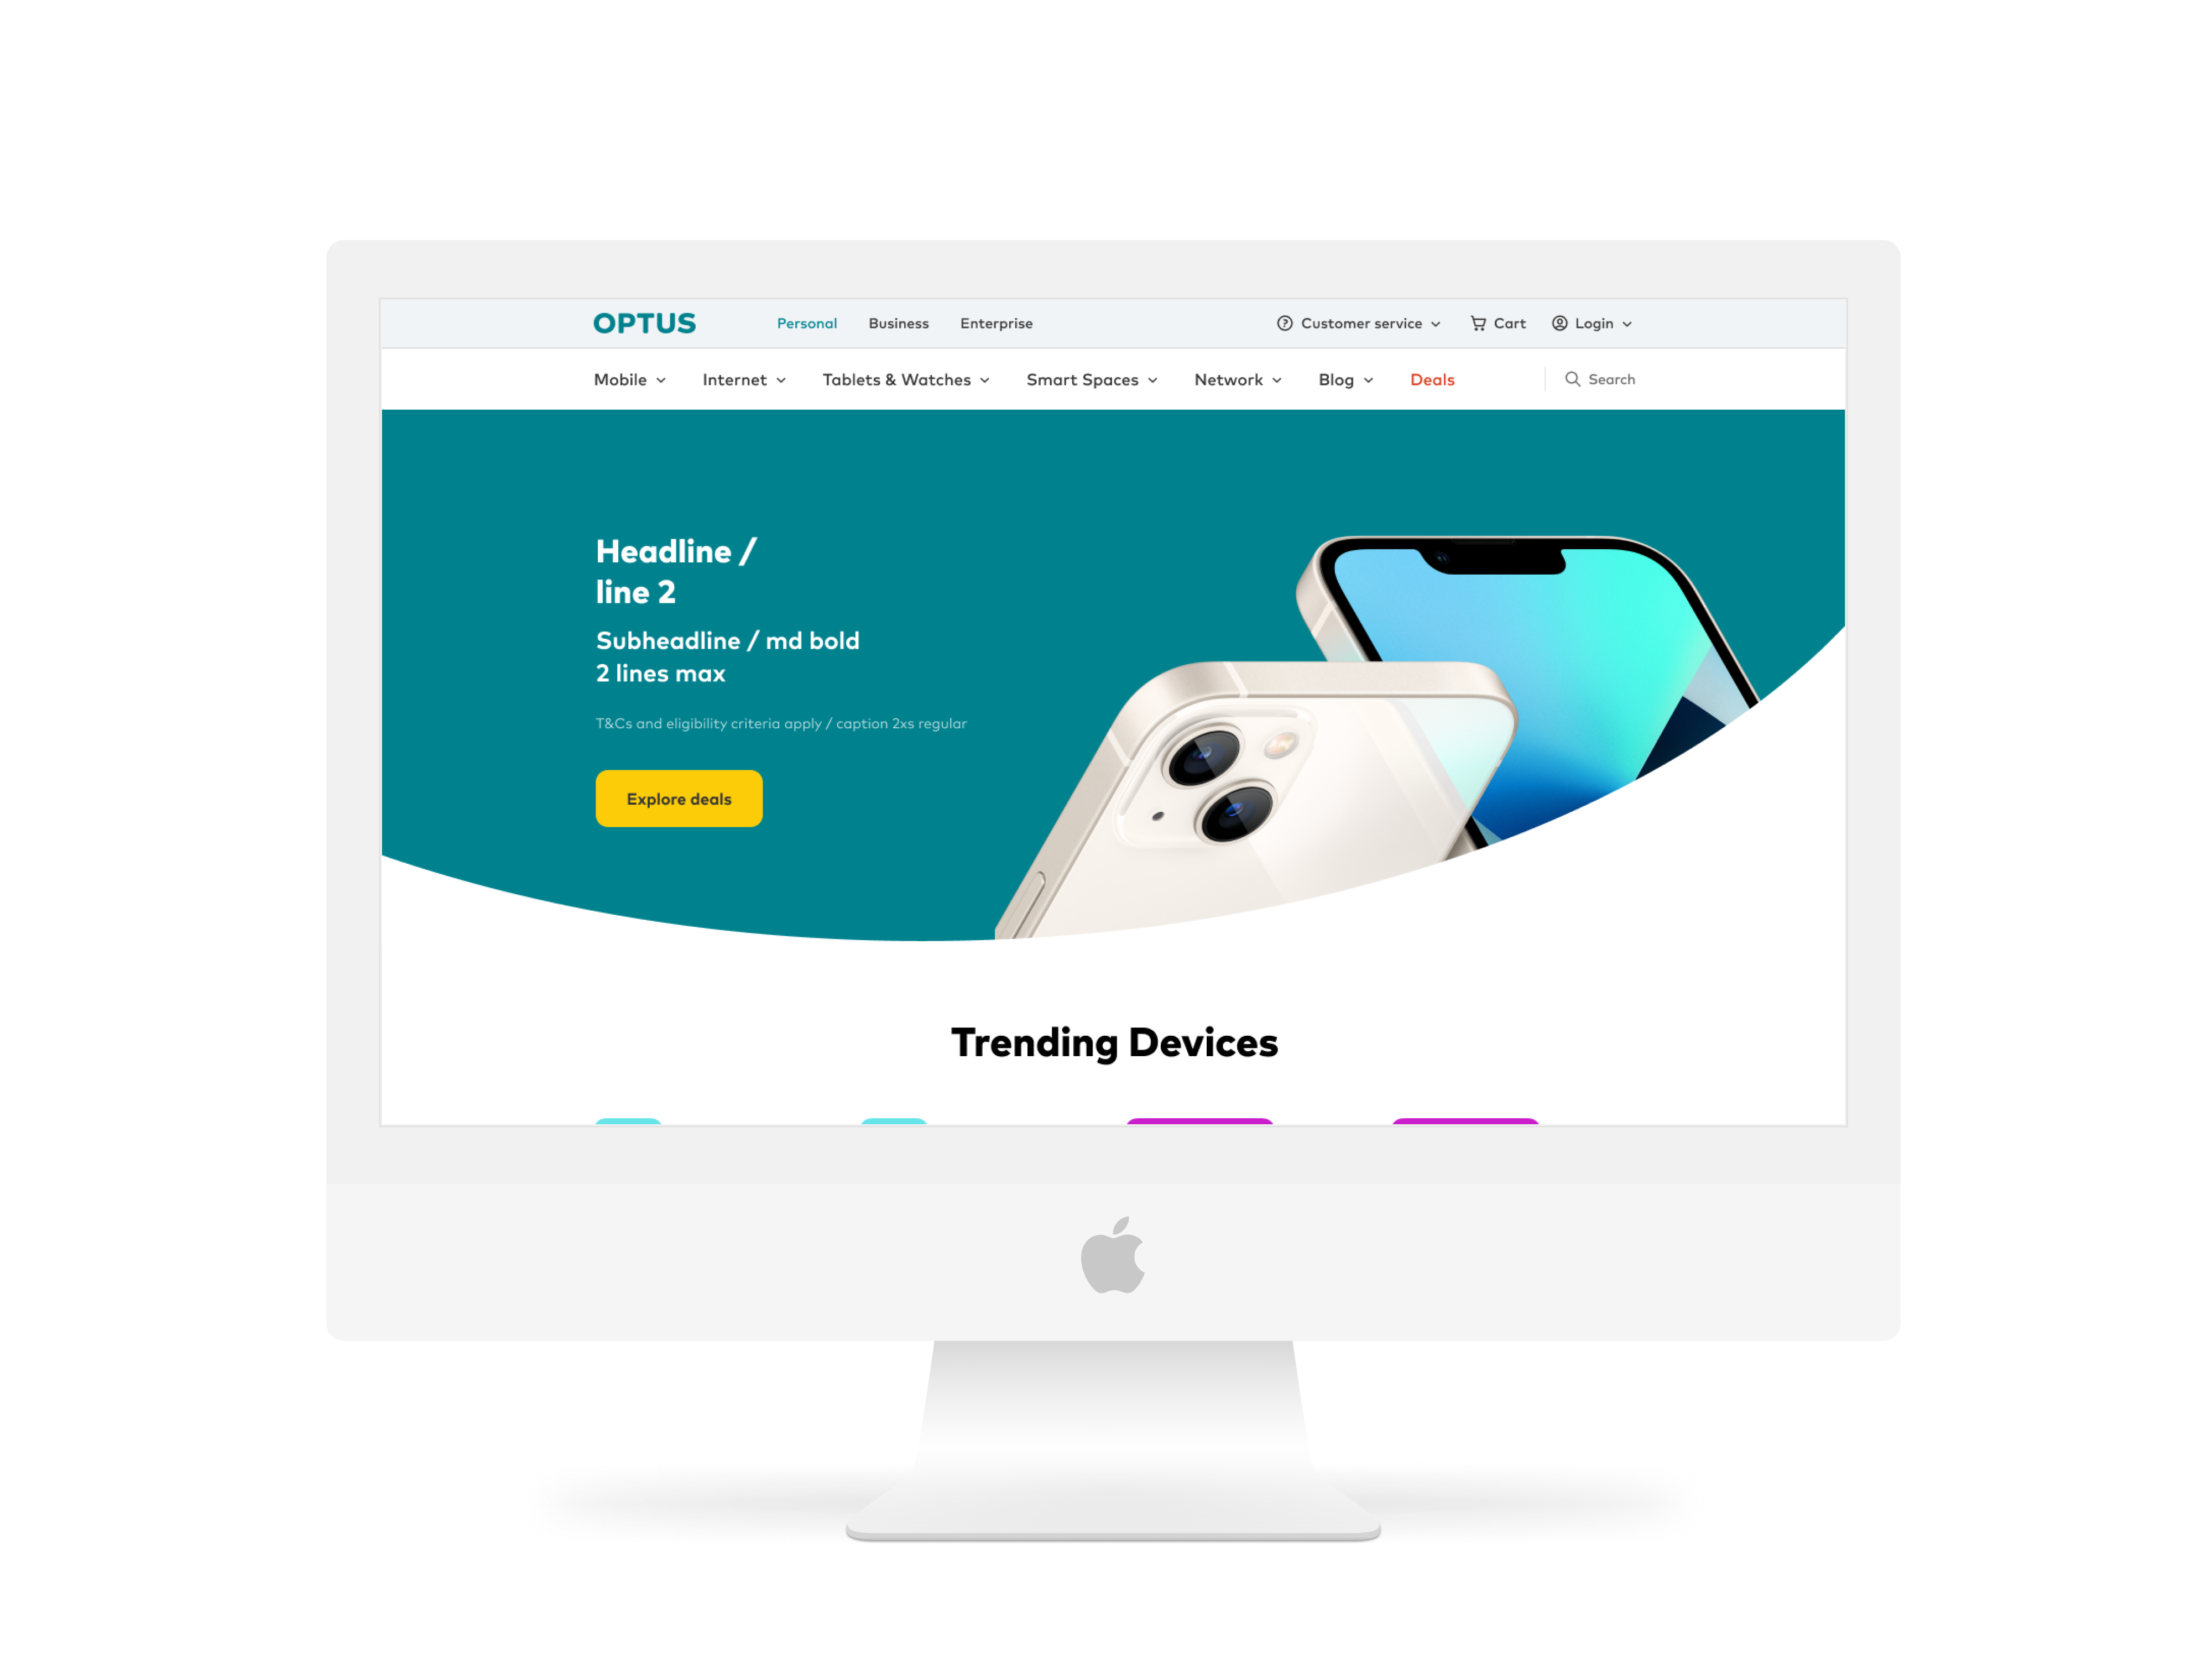 OPTUS Personal Business Enterprise Customer service Cart Login
Mobile Internet Tablets & Watches Smart Spaces Network Blog Deals Search
Headline /
line 2
Subheadline / md bold
2 lines max
T&Cs and eligibility criteria apply / caption 2xs regular
Explore deals
Trending Devices